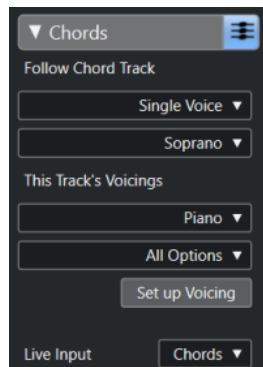 Chords
Follow Chord Track
Single Voice
Soprano
This Track's Voicings
Piano
All Options
Set up Voicing
Live Input Chords